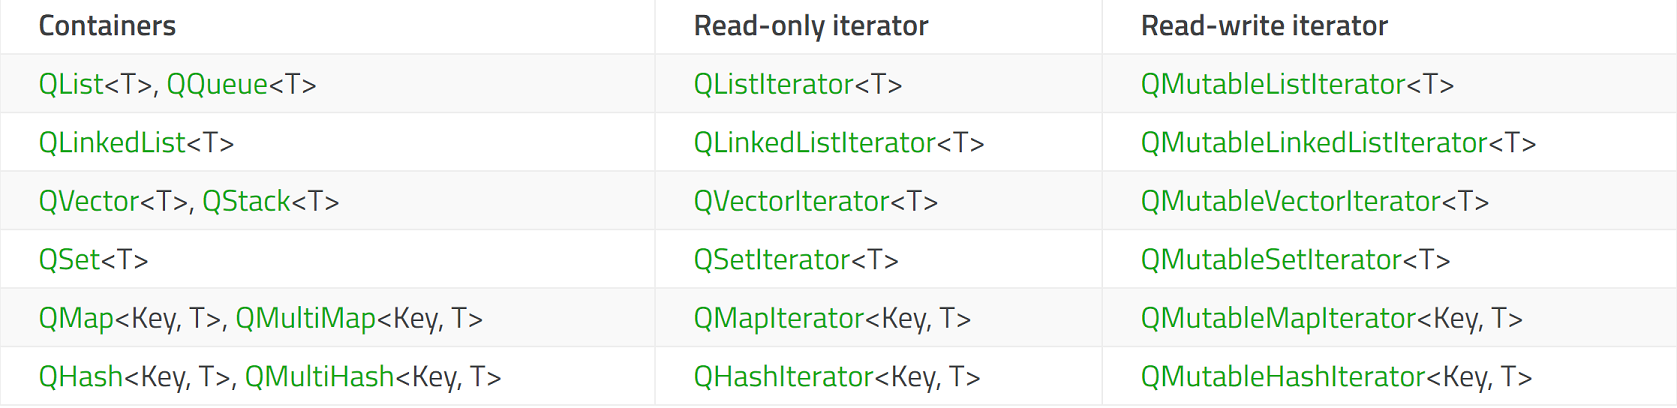 Containers Read-only iterator Read-write iterator
QList<T>, QQueue<T> QListIterator<T> QMutableListIterator<T>
QLinkedList<T> QLinkedListIterator<T> QMutableLinkedListIterator<T>
QVector<T>, QStack<T> QVectorIterator<T> QMutableVectorIterator<T>
QSet<T> QSetIterator<T> QMutableSetIterator<T>
QMap<Key, T>, QMultiMap<Key, T> QMapIterator<Key, T> QMutableMapIterator<Key, T>
QHash<Key, T>, QMultiHash<Key, T> QHashIterator<Key, T> QMutableHashIterator<Key, T>